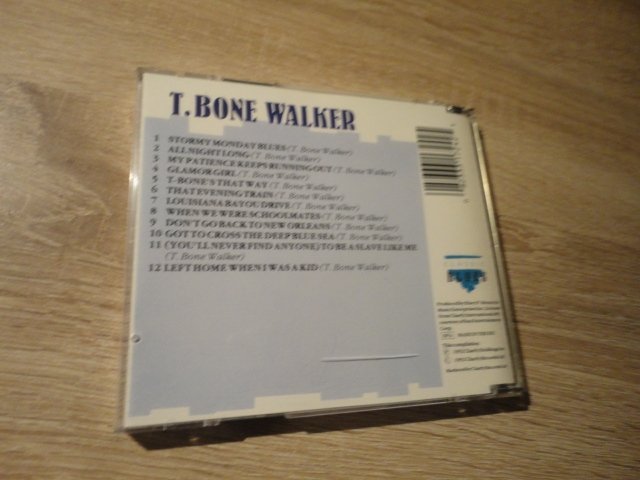 T. BONE WALKER
1 STORMY MONDAY BLUES (T. Bone Walker)
2 ALL NIGHT LONG (T. Bone Walker)
3 MY PATIENCE KEEPS RUNNING OUT (T. Bone Walker)
4 GLAMOR GIRL (T. Bone Walker)
5 T-BONE'S THAT WAY (T. Bone Walker)
6 THAT EVENING TRAIN (T. Bone Walker)
7 LOUISIANA BAYOU DRIVE (T. Bone Walker)
8 WHEN WE WERE SCHOOLMATES (T. Bone Walker)
9 DON'T GO BACK TO NEW ORLEANS (T. Bone Walker)
10 GOT TO CROSS THE DEEP BLUE SEA (T. Bone Walker)
11 (YOU'LL NEVER FIND ANYONE) TO BE A SLAVE LIKE ME
(T. Bone Walker)
12 LEFT HOME WHEN I WAS A KID (T. Bone Walker)